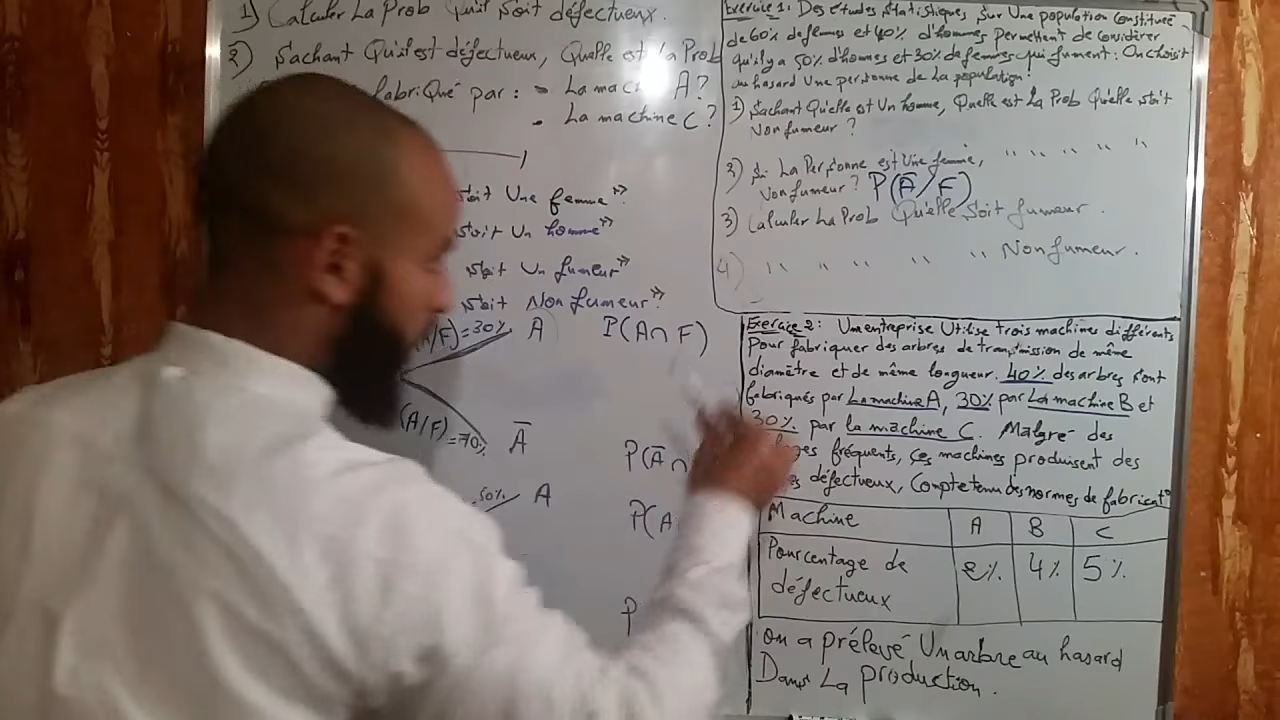 1) Calculer La Prob Qu'il soit défectueux.
2) Sachant Qu'il est défectueux, Quelle est la Prob
fabriqué par : - La mac A?
- La machine C?
soit Une femme".
soit Un homme"
soit Un fumeur"
soit Non fumeur"
/F)=30% A P(A∩F)
(A/F)=70% Ā
P(Ā∩
50% A
P(A
P
Exercice 1: Des études statistiques sur Une population constituée
de 60% de femmes et 40% d'hommes Permettent de Considérer
qu'il y a 50% d'hommes et 30% de femmes qui fument. On choisit
au hasard Une personne de La population:
1) Sachant Qu'elle est Un homme, Quelle est La Prob Qu'elle soit
Non fumeur ?
2) Si La Personne est Une femme, " " " " "
Non fumeur ? P(Ā/F)
3) Calculer La Prob Qu'elle Soit fumeur.
4) " " " " " Non fumeur.
Exercice 2: Une entreprise Utilise trois machines différents
Pour fabriquer des arbres de transmission de même
diamètre et de même longueur. 40% des arbres sont
fabriqués par La machine A, 30% par La machine B et
30% par la machine C. Malgré des
fréquents, ces machines produisent des
défectueux, Compte tenu des normes de fabricat°
Machine A B C
Pourcentage de 2% 4% 5%
défectueux
On a prélevé Un arbre au hasard
Dans La production.